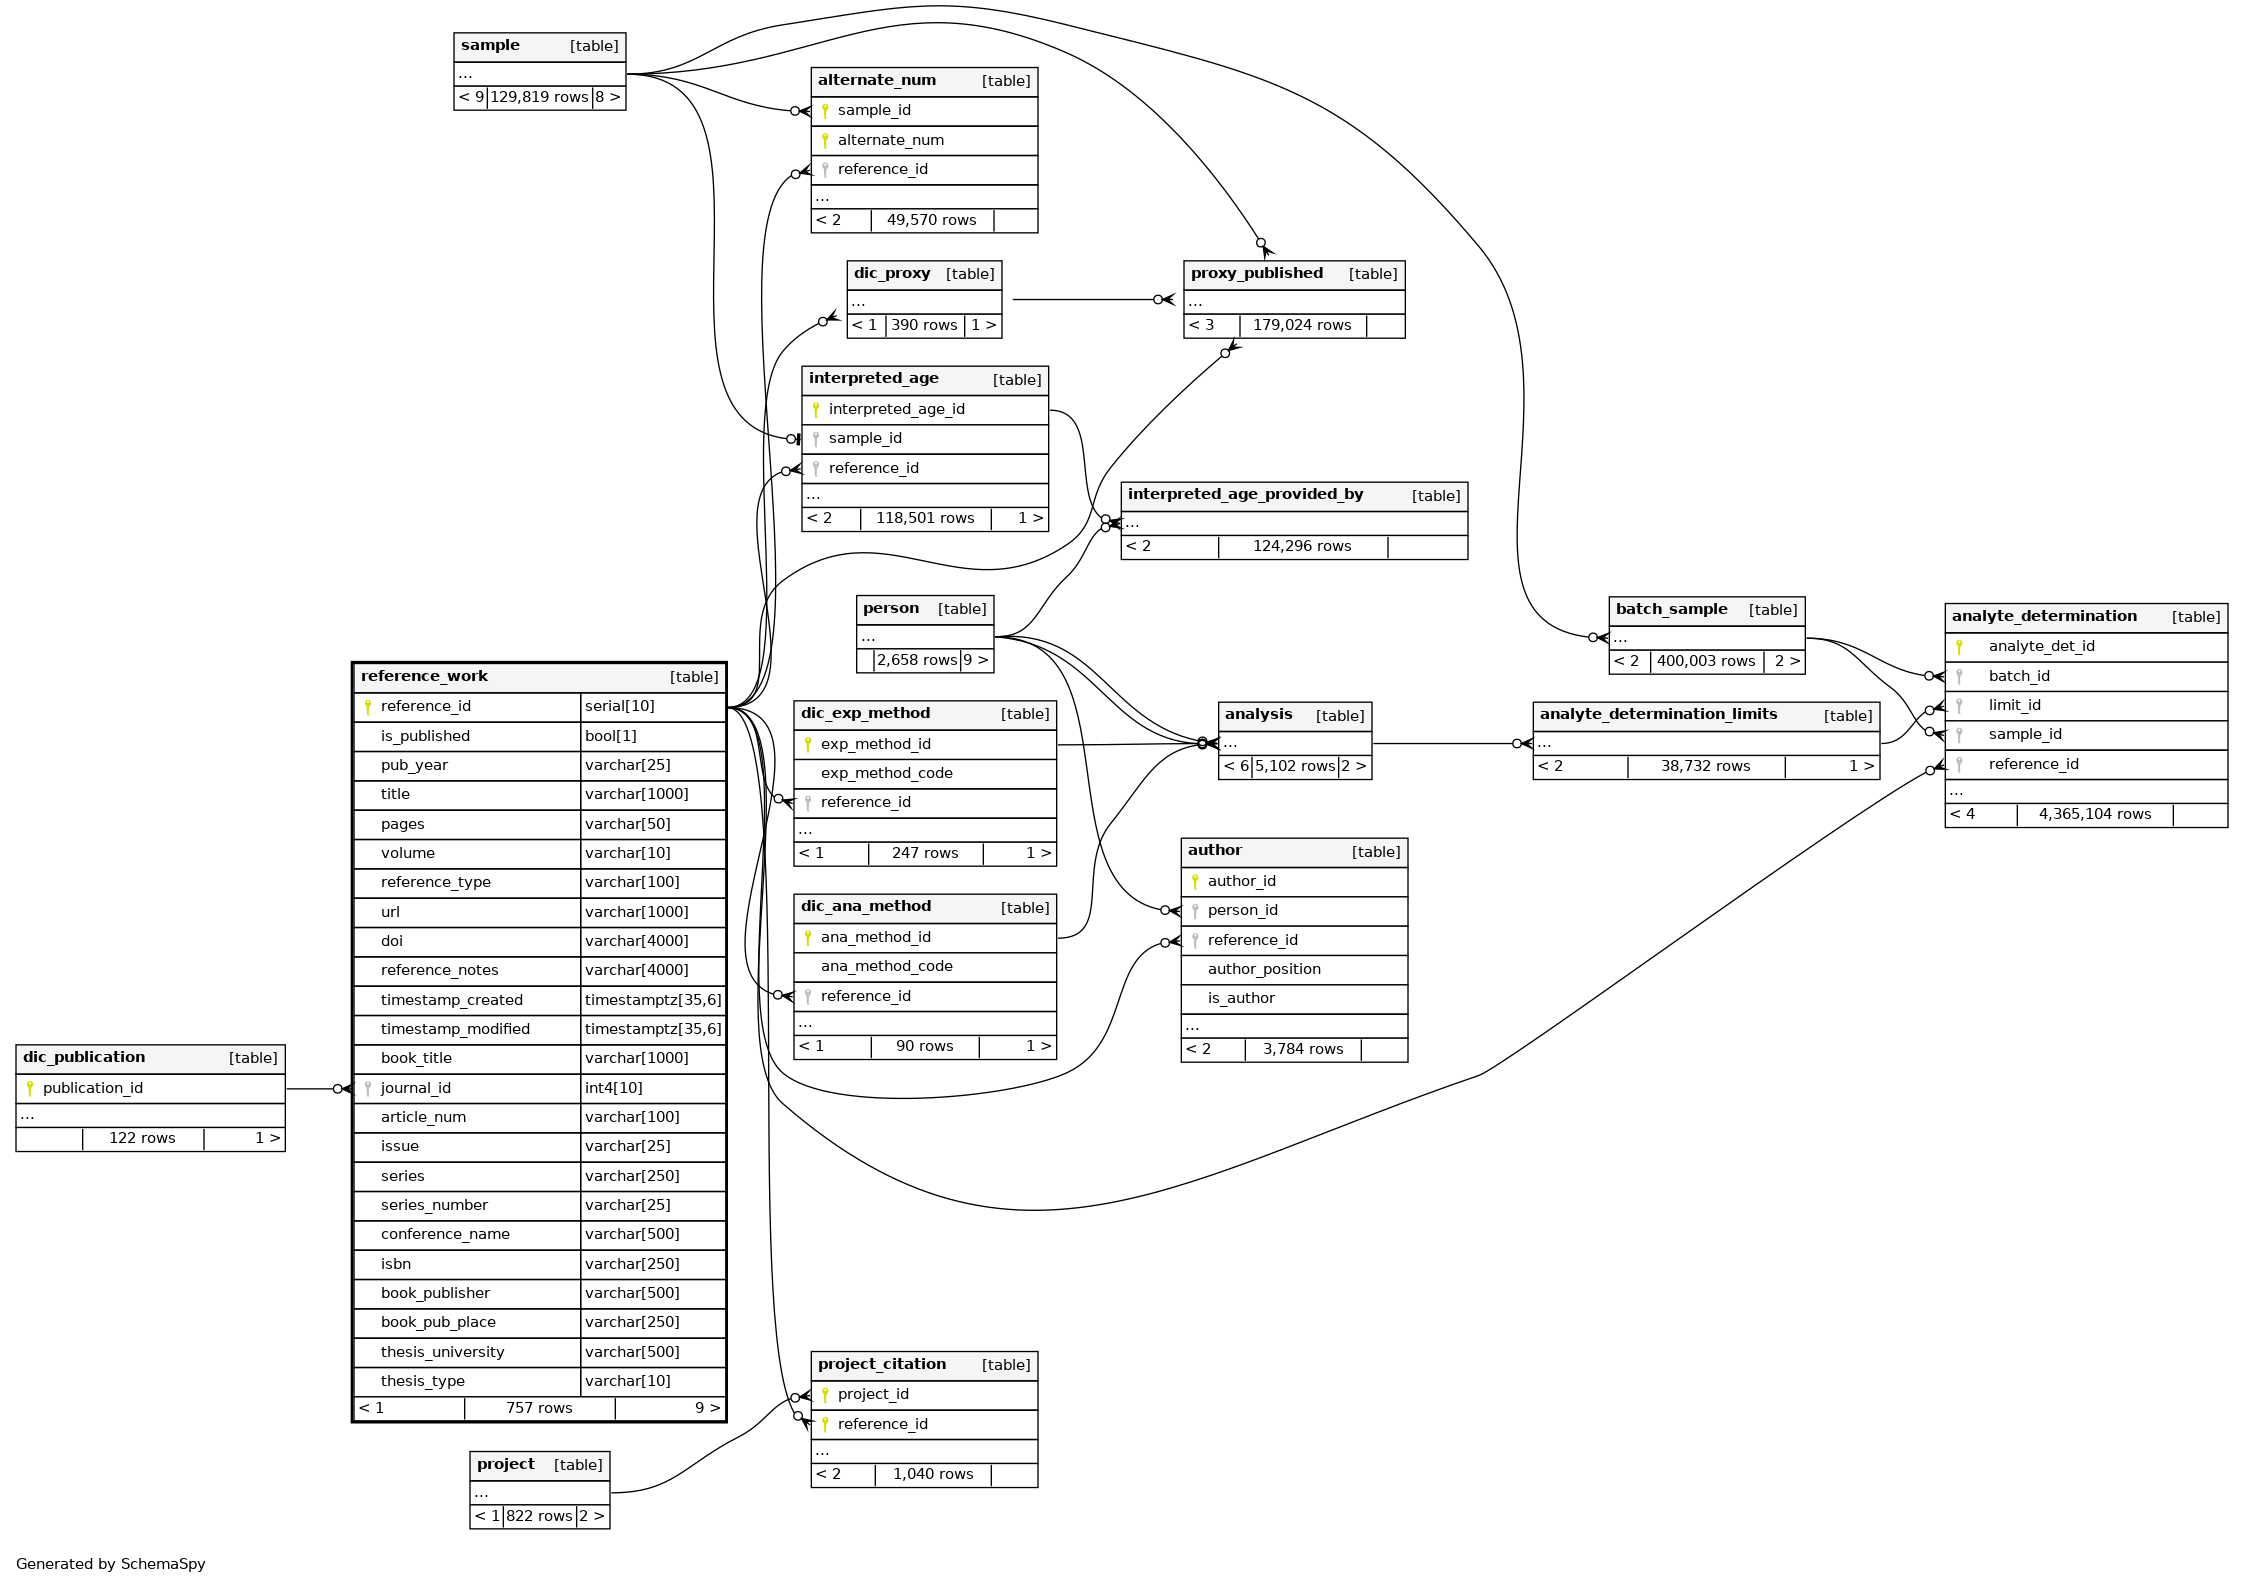 sample [table]
...
< 9 129,819 rows 8 >
alternate_num [table]
sample_id
alternate_num
reference_id
...
< 2 49,570 rows
dic_proxy [table]
...
< 1 390 rows 1 >
proxy_published [table]
...
< 3 179,024 rows
interpreted_age [table]
interpreted_age_id
sample_id
reference_id
...
< 2 118,501 rows 1 >
interpreted_age_provided_by [table]
...
< 2 124,296 rows
person [table]
...
2,658 rows 9 >
batch_sample [table]
...
< 2 400,003 rows 2 >
analyte_determination [table]
analyte_det_id
batch_id
limit_id
sample_id
reference_id
...
< 4 4,365,104 rows
reference_work [table]
reference_id serial[10]
is_published bool[1]
pub_year varchar[25]
title varchar[1000]
pages varchar[50]
volume varchar[10]
reference_type varchar[100]
url varchar[1000]
doi varchar[4000]
reference_notes varchar[4000]
timestamp_created timestamptz[35,6]
timestamp_modified timestamptz[35,6]
book_title varchar[1000]
journal_id int4[10]
article_num varchar[100]
issue varchar[25]
series varchar[250]
series_number varchar[25]
conference_name varchar[500]
isbn varchar[250]
book_publisher varchar[500]
book_pub_place varchar[250]
thesis_university varchar[500]
thesis_type varchar[10]
< 1 757 rows 9 >
dic_exp_method [table]
exp_method_id
exp_method_code
reference_id
...
< 1 247 rows 1 >
analysis [table]
...
< 6 5,102 rows 2 >
analyte_determination_limits [table]
...
< 2 38,732 rows 1 >
dic_ana_method [table]
ana_method_id
ana_method_code
reference_id
...
< 1 90 rows 1 >
author [table]
author_id
person_id
reference_id
author_position
is_author
...
< 2 3,784 rows
dic_publication [table]
publication_id
...
122 rows 1 >
project_citation [table]
project_id
reference_id
...
< 2 1,040 rows
project [table]
...
< 1 822 rows 2 >
Generated by SchemaSpy